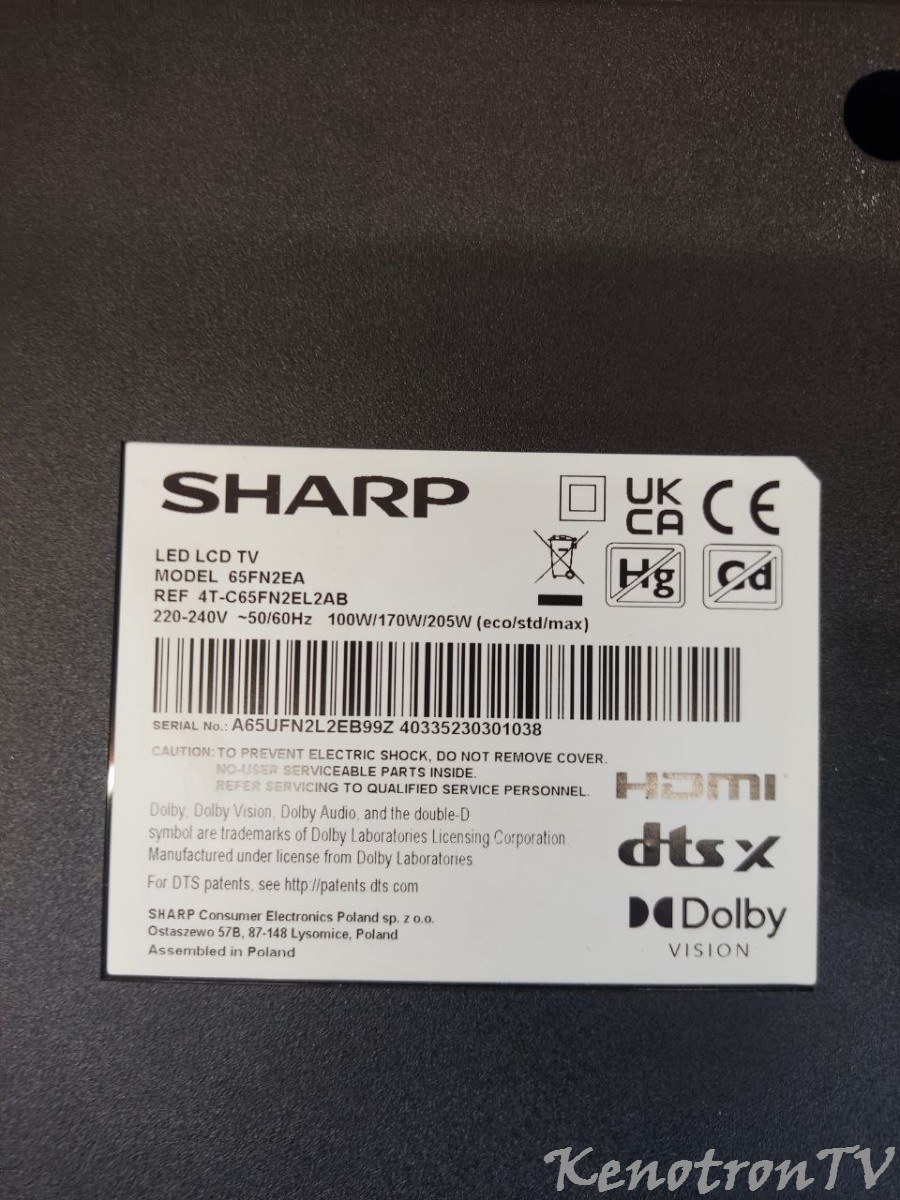 SHARP
UK
CA
CE
LED LCD TV
MODEL 65FN2EA
REF 4T-C65FN2EL2AB
220-240V ~50/60Hz 100W/170W/205W (eco/std/max)
Hg
Cd
SERIAL No.: A65UFN2L2EB99Z 40335230301038
CAUTION: TO PREVENT ELECTRIC SHOCK, DO NOT REMOVE COVER.
NO-USER SERVICEABLE PARTS INSIDE.
REFER SERVICING TO QUALIFIED SERVICE PERSONNEL.
HDMI
Dolby, Dolby Vision, Dolby Audio, and the double-D
symbol are trademarks of Dolby Laboratories Licensing Corporation
Manufactured under license from Dolby Laboratories
dts x
For DTS patents, see http://patents.dts.com
SHARP Consumer Electronics Poland sp. z o.o.
Ostaszewo 57B, 87-148 Lysomice, Poland
Assembled in Poland
Dolby
VISION
KenotronTV